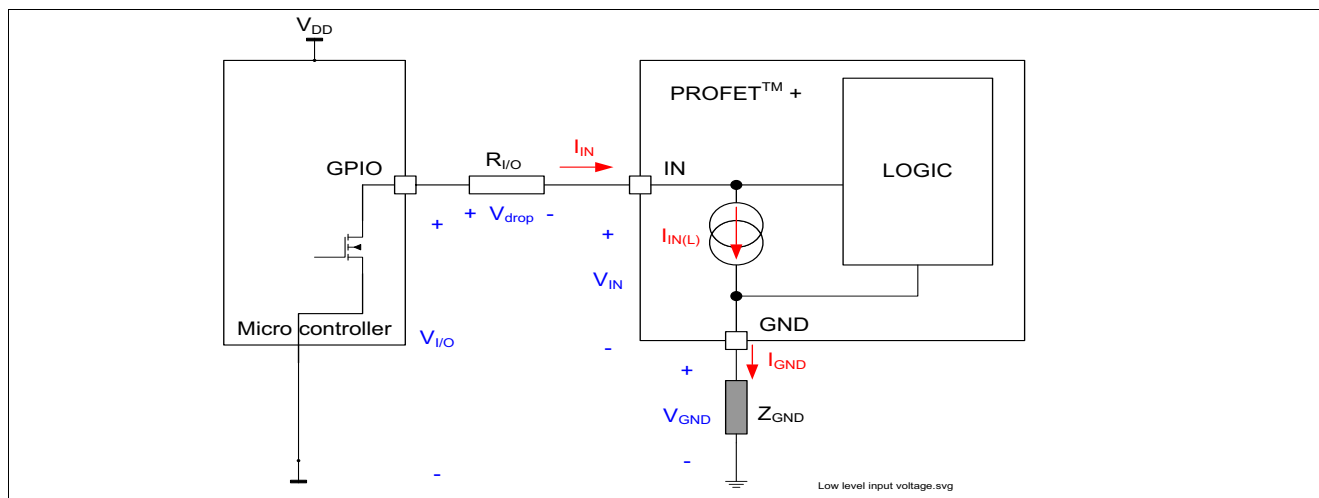 VDD
PROFET™ +
IIN
RI/O
GPIO
IN
LOGIC
+ Vdrop -
+
+
IIN(L)
VIN
Micro controller
GND
VI/O
-
IGND
+
VGND
ZGND
-
-
Low level input voltage.svg